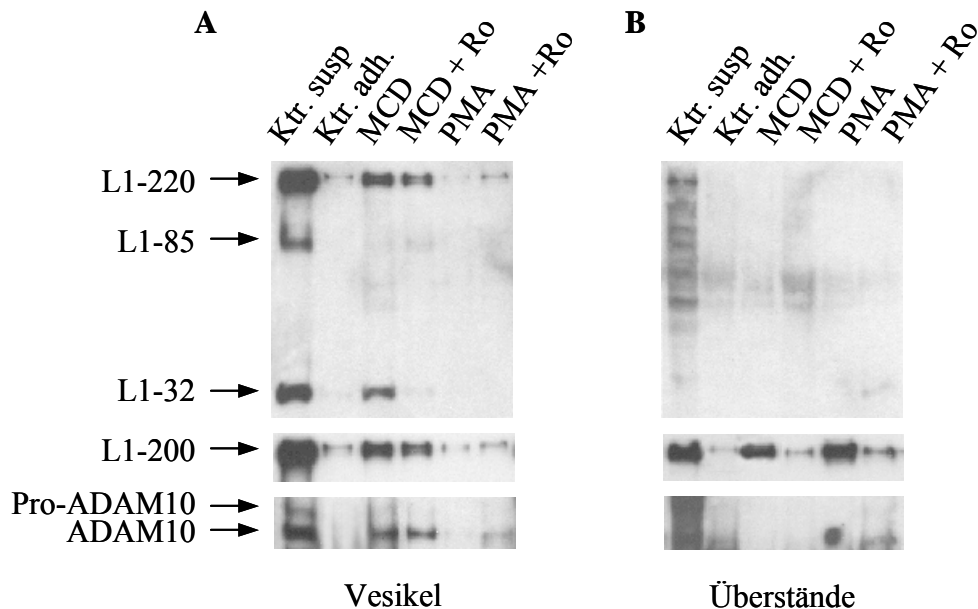 A
B
Ktr. susp
Ktr. adh.
MCD
MCD + Ro
PMA
PMA +Ro
Ktr. susp
Ktr. adh.
MCD
MCD + Ro
PMA
PMA + Ro
L1-220
L1-85
L1-32
L1-200
Pro-ADAM10
ADAM10
Vesikel
Überstände